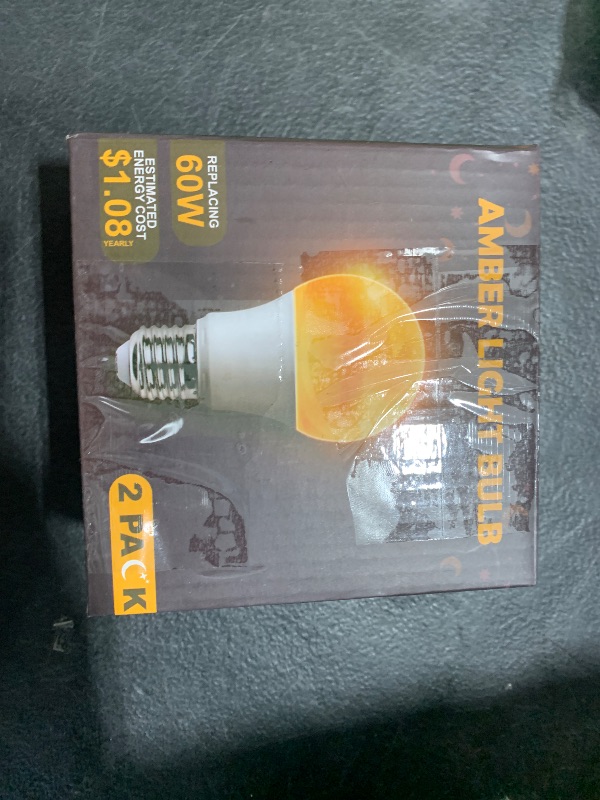 AMBER LIGHT BULB
REPLACING
60W
ESTIMATED
ENERGY COST
$1.08
YEARLY
2 PACK